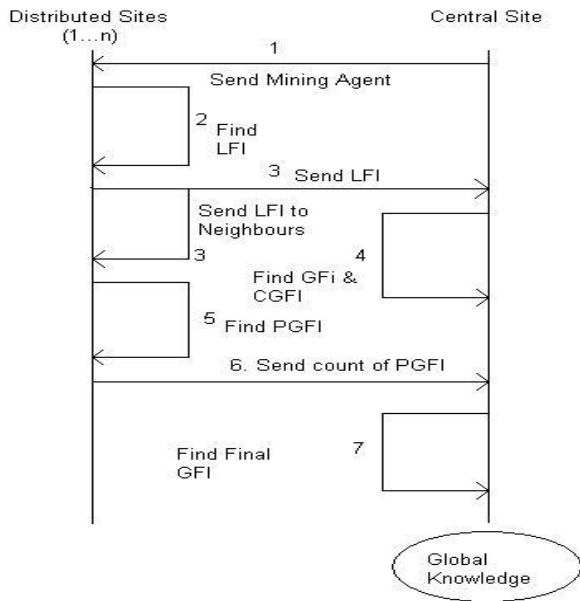 Distributed Sites
(1...n)
Central Site
1
Send Mining Agent
2
Find
LFI
3
Send LFI
Send LFI to
Neighbours
3
4
Find GFi &
CGFI
5
Find PGFI
6. Send count of PGFI
7
Find Final
GFI
Global
Knowledge